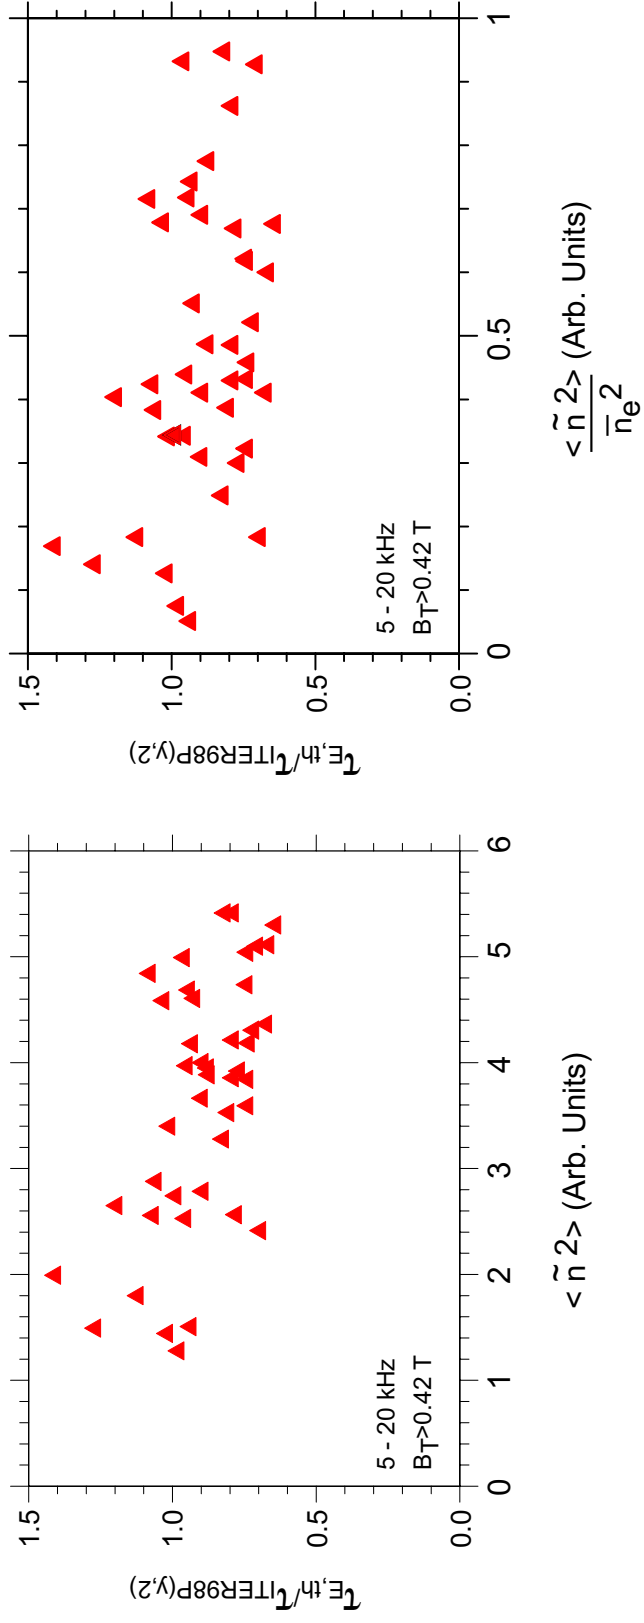 1.5
1.0
0.5
0.0
τE,th/τITER98P(y,2)
5 - 20 kHz
BT>0.42 T
0 1 2 3 4 5 6
< ñ 2> (Arb. Units)
1.5
1.0
0.5
0.0
τE,th/τITER98P(y,2)
5 - 20 kHz
BT>0.42 T
0 0.5 1
< ñ 2> (Arb. Units)
n̅e2